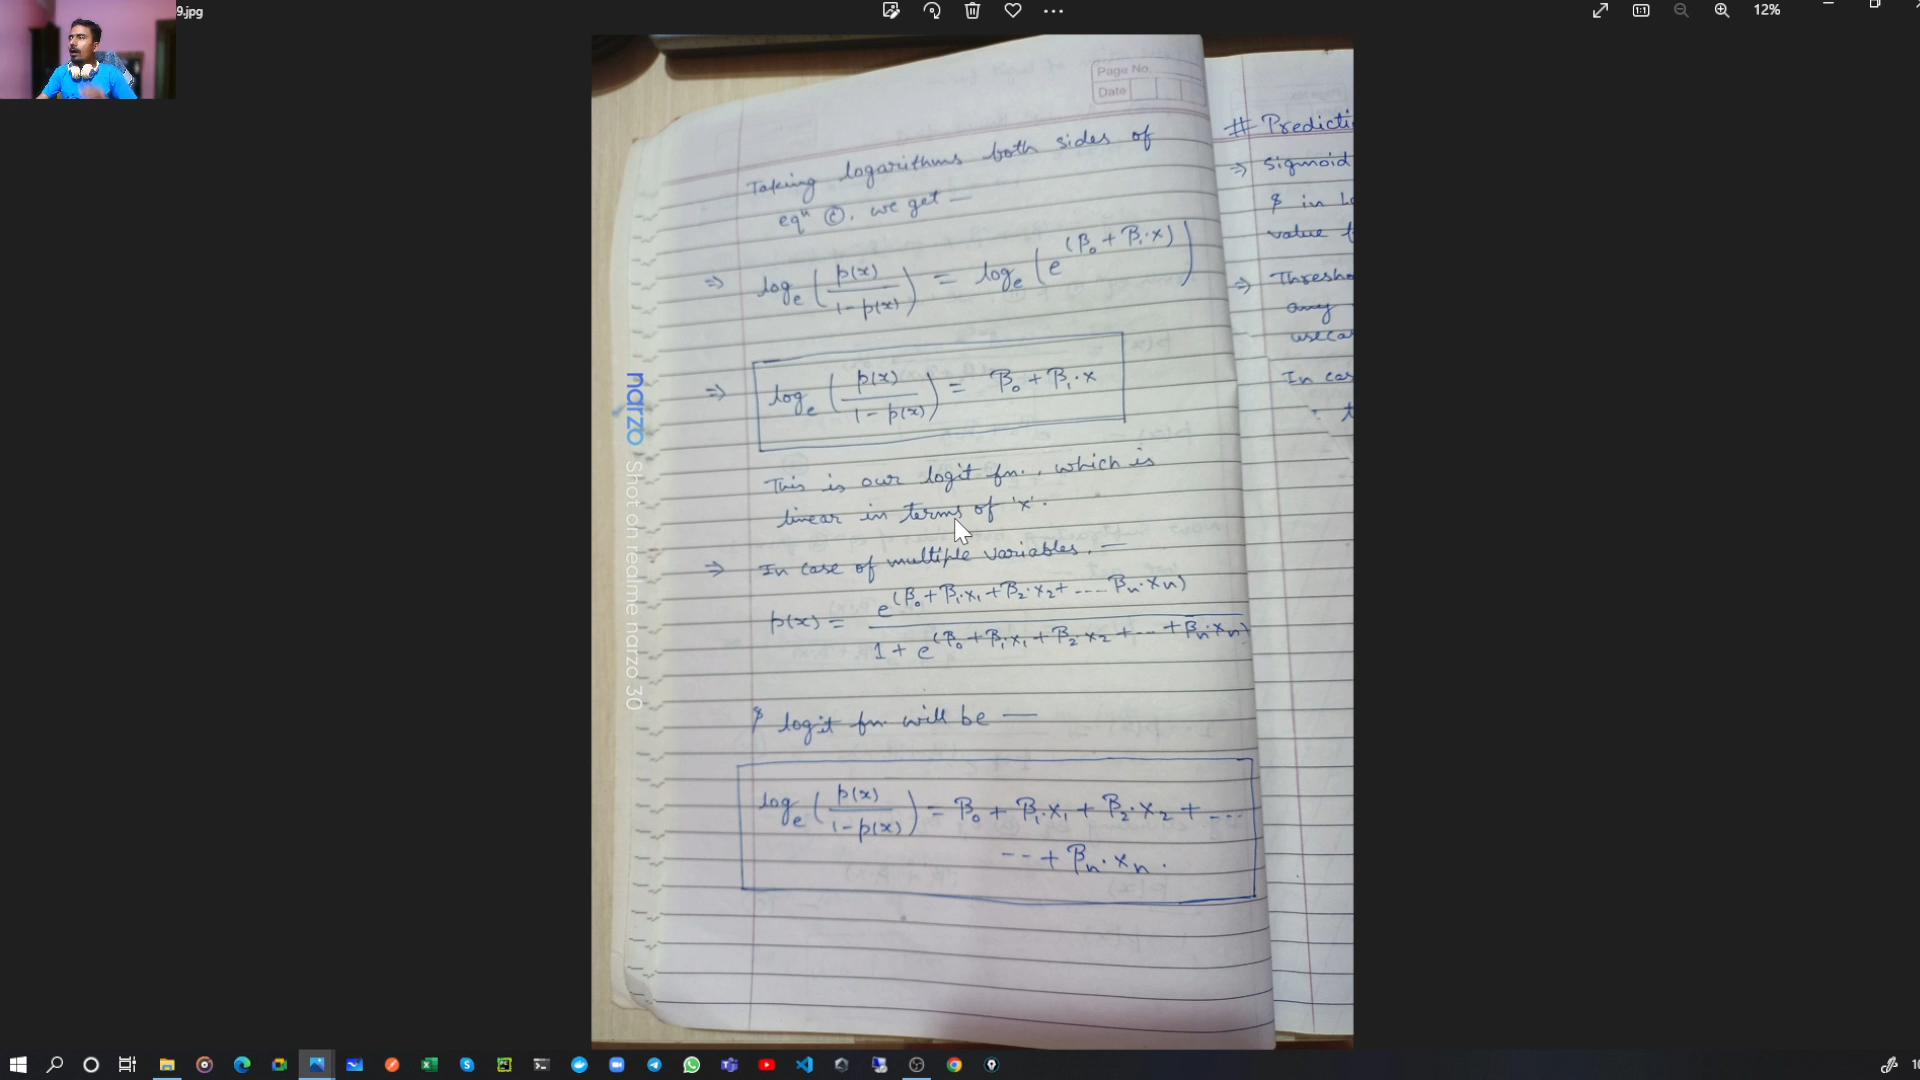 9.jpg
12%
Page No.
Date
Taking logarithms both sides of
eqⁿ ©, we get —
⇒ logₑ (p(x) / 1 - p(x)) = logₑ (e^(β₀ + β₁·x))
⇒ logₑ (p(x) / 1 - p(x)) = β₀ + β₁·x
This is our logit fn., which is
linear in terms of 'x'.
⇒ In case of multiple variables, —
p(x) = e^(β₀ + β₁·x₁ + β₂·x₂ + .... βₙ·xₙ) / 1 + e^(β₀ + β₁·x₁ + β₂·x₂ + ... + βₙ·xₙ)
& logit fn. will be —
logₑ (p(x) / 1 - p(x)) = β₀ + β₁·x₁ + β₂·x₂ + ...
-- + βₙ·xₙ.
# Predicti
⇒ Sigmoid
& in Lo
value f
⇒ Thresho
any
useca
In cas
narzo Shot on realme narzo 30